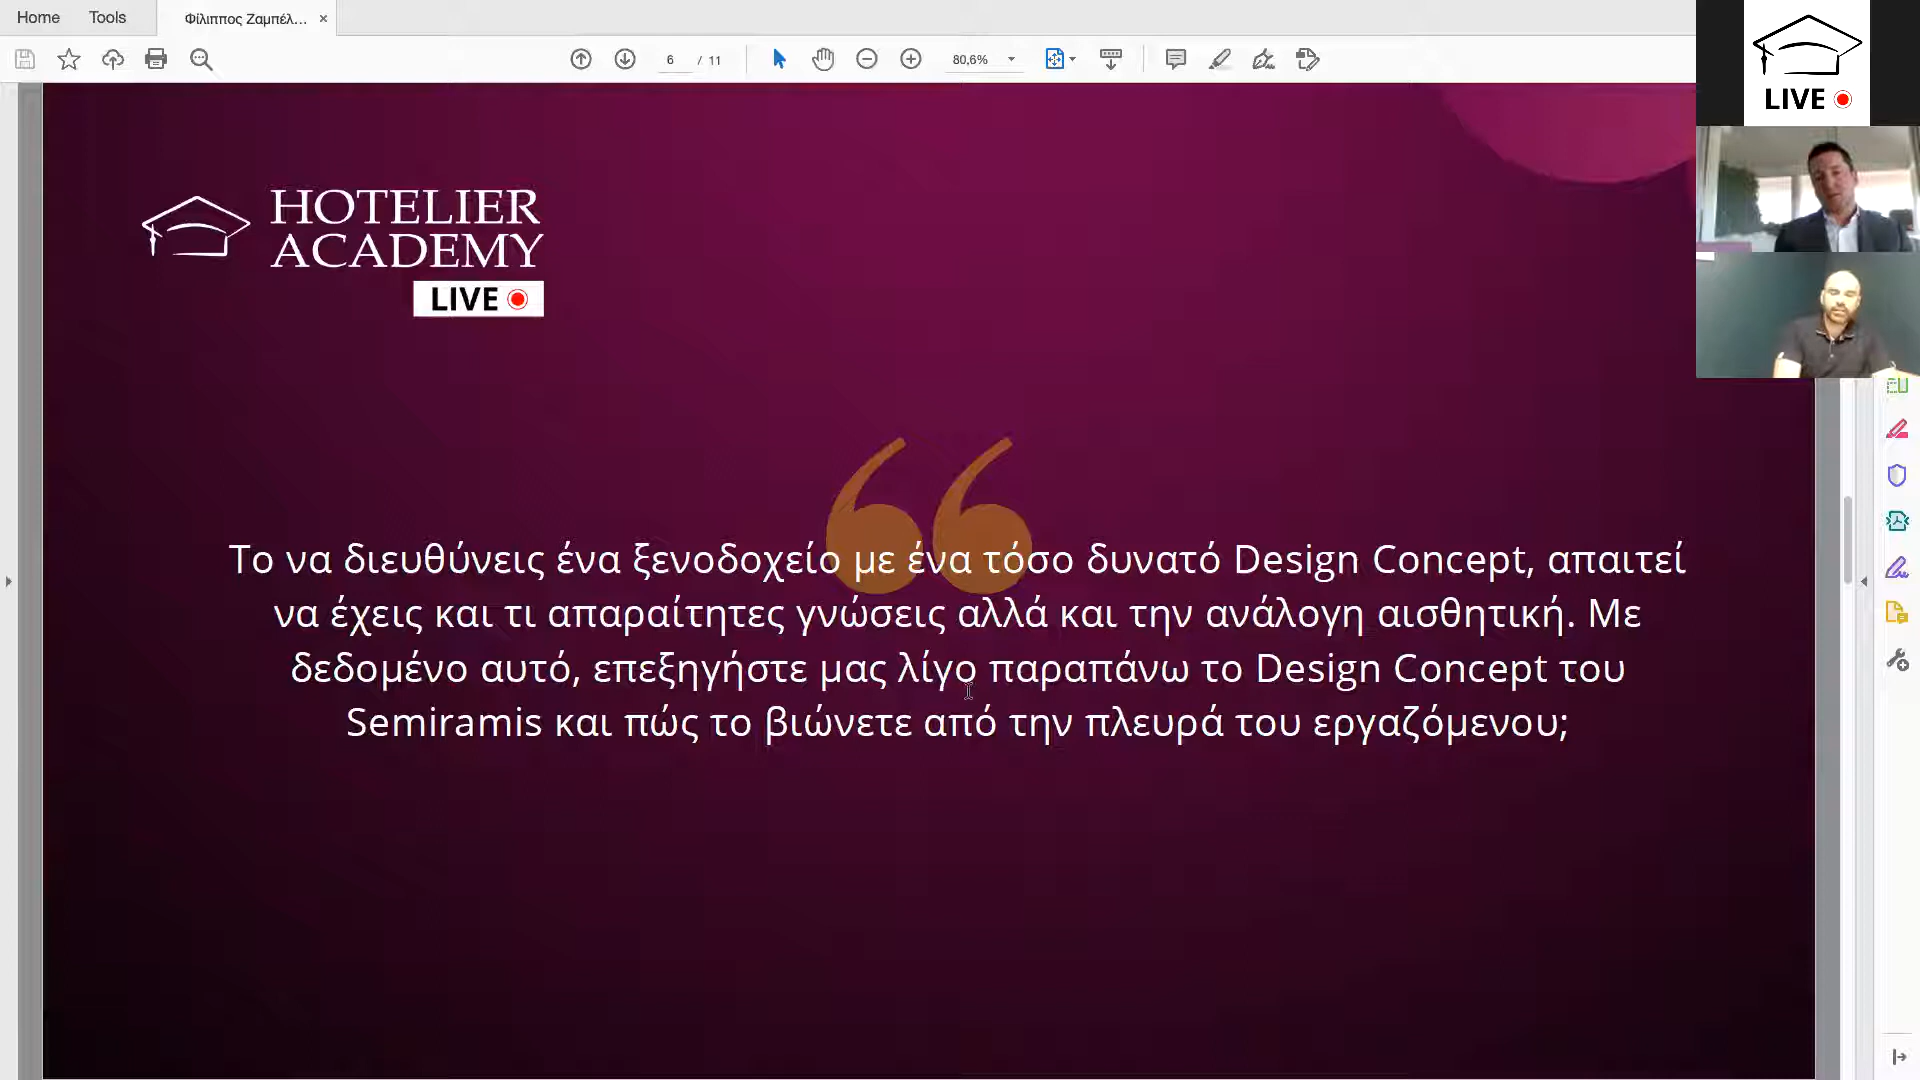 Home
Tools
Φίλιππος Ζαμπέλ...
6 / 11
80,6%
LIVE
HOTELIER
ACADEMY
LIVE
Το να διευθύνεις ένα ξενοδοχείο με ένα τόσο δυνατό Design Concept, απαιτεί
να έχεις και τι απαραίτητες γνώσεις αλλά και την ανάλογη αισθητική. Με
δεδομένο αυτό, επεξηγήστε μας λίγο παραπάνω το Design Concept του
Semiramis και πώς το βιώνετε από την πλευρά του εργαζόμενου;